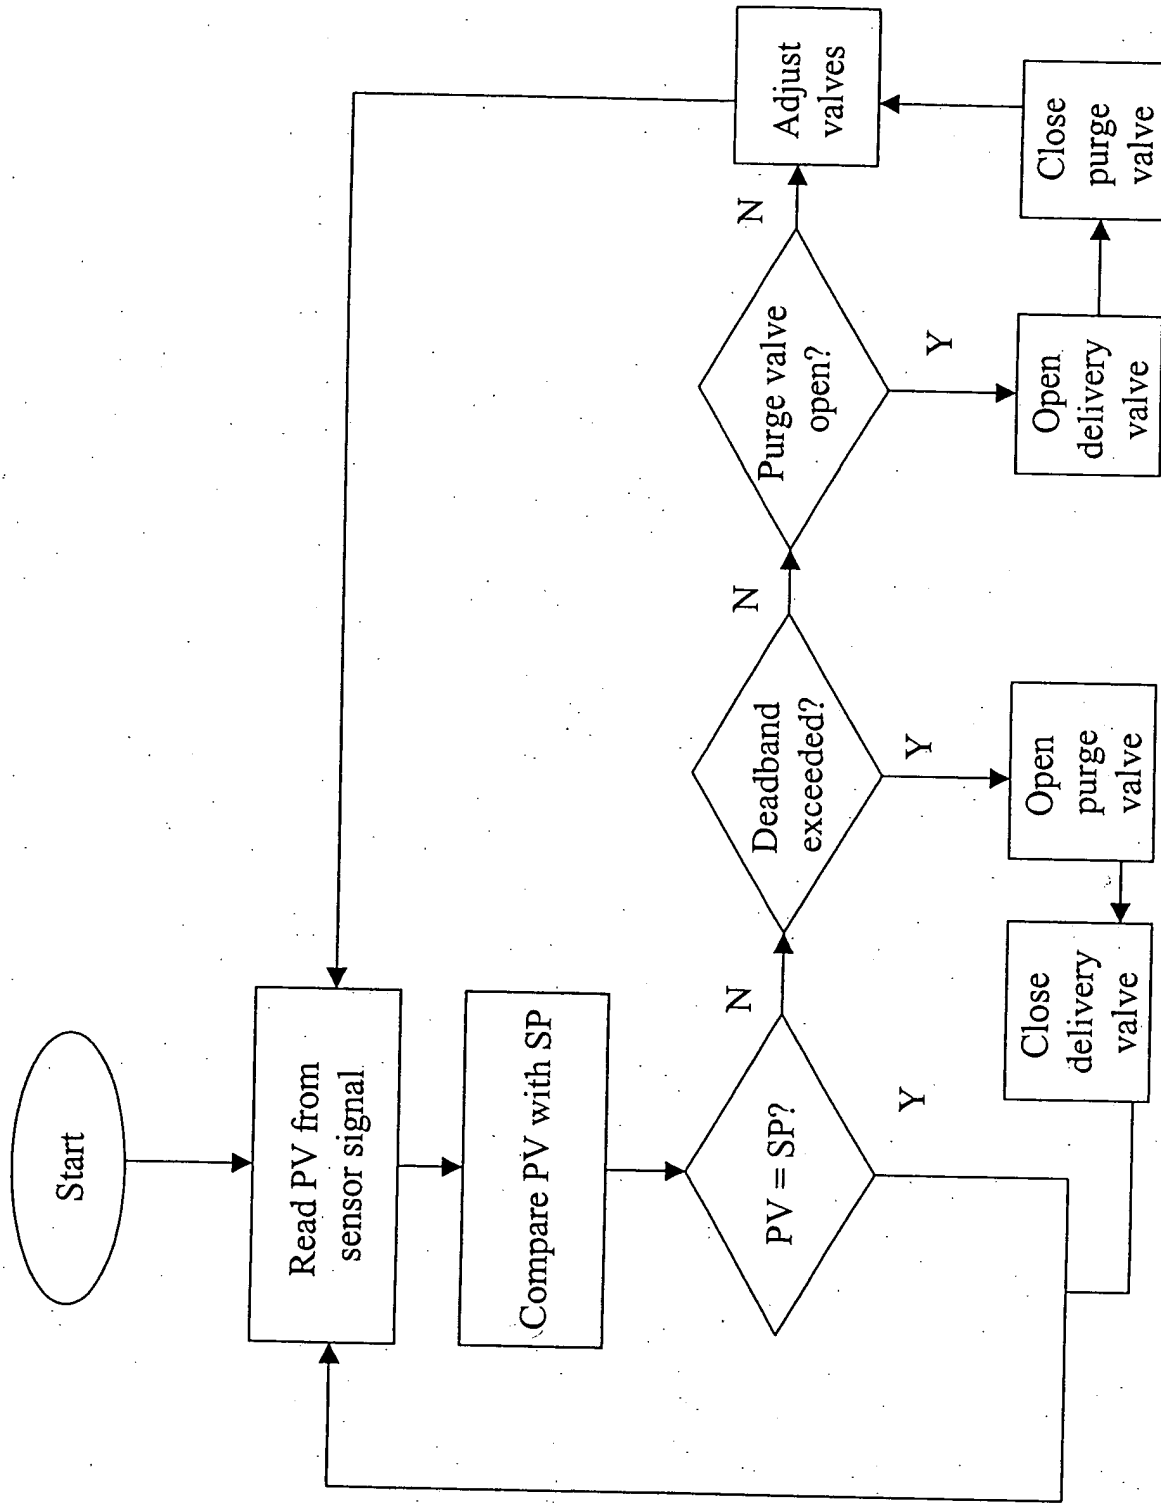 Start
Read PV from
sensor signal
Compare PV with SP
PV = SP?
N
Y
Deadband
exceeded?
N
Y
Open
purge
valve
Close
delivery
valve
Purge valve
open?
N
Y
Open
delivery
valve
Close
purge
valve
Adjust
valves